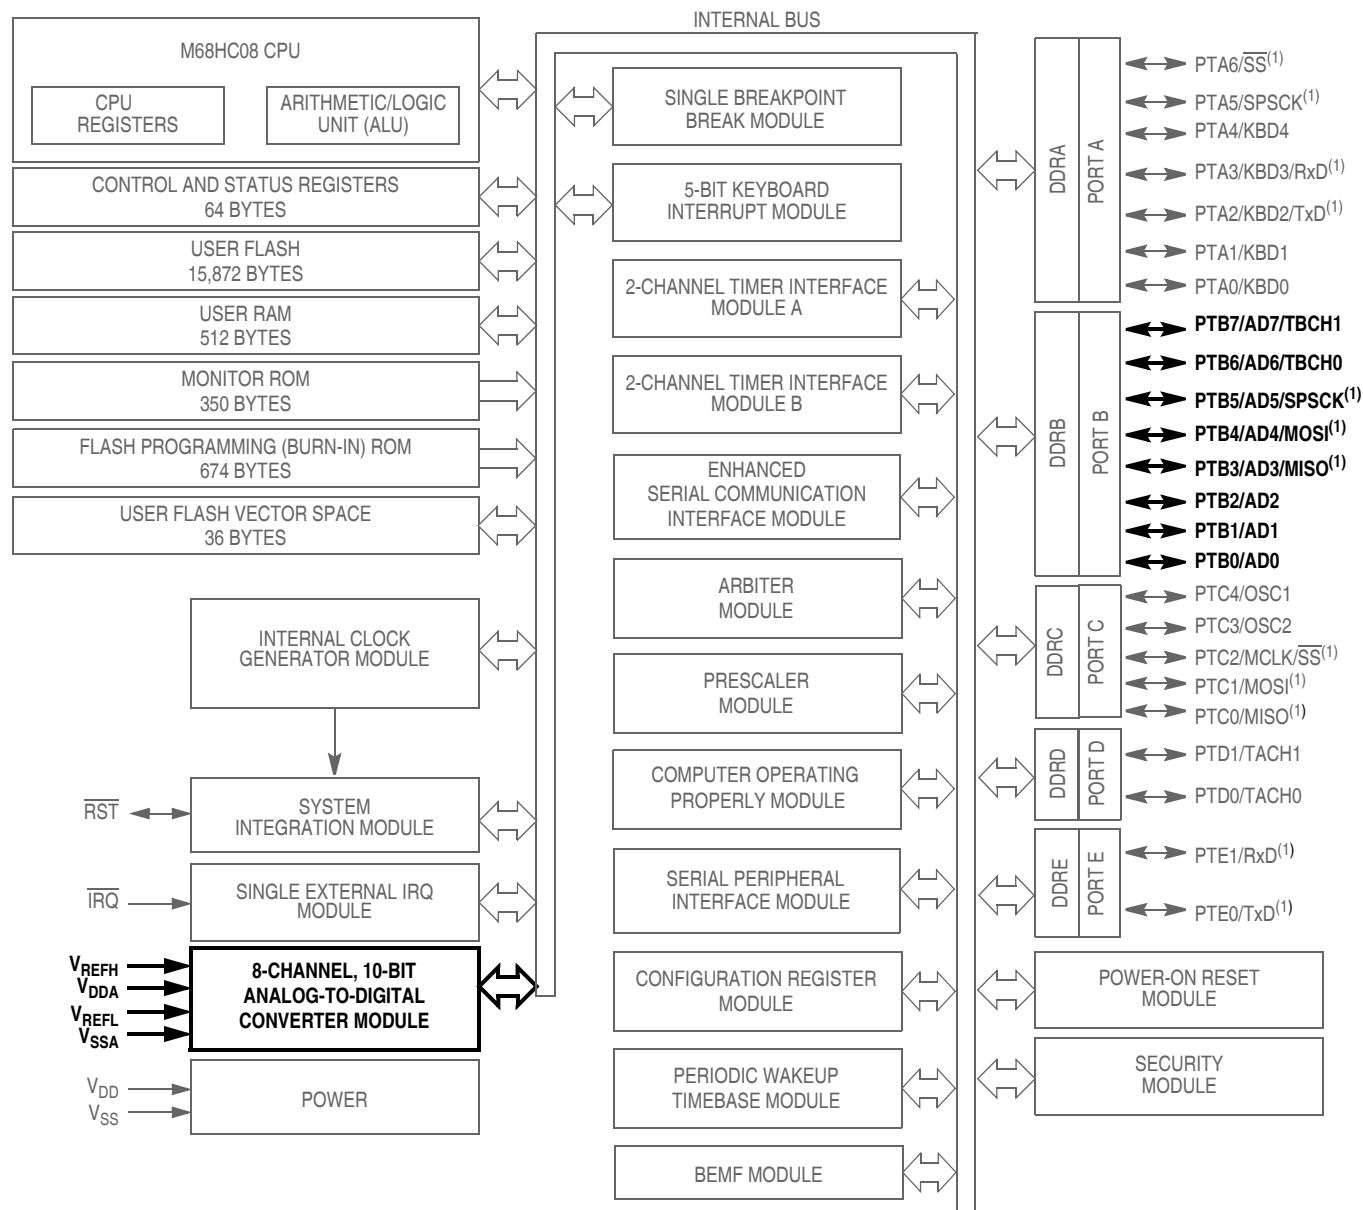 INTERNAL BUS
M68HC08 CPU
CPU
REGISTERS
ARITHMETIC/LOGIC
UNIT (ALU)
CONTROL AND STATUS REGISTERS
64 BYTES
USER FLASH
15,872 BYTES
USER RAM
512 BYTES
MONITOR ROM
350 BYTES
FLASH PROGRAMMING (BURN-IN) ROM
674 BYTES
USER FLASH VECTOR SPACE
36 BYTES
INTERNAL CLOCK
GENERATOR MODULE
RST
SYSTEM
INTEGRATION MODULE
IRQ
SINGLE EXTERNAL IRQ
MODULE
VREFH
VDDA
VREFL
VSSA
8-CHANNEL, 10-BIT
ANALOG-TO-DIGITAL
CONVERTER MODULE
VDD
VSS
POWER
SINGLE BREAKPOINT
BREAK MODULE
5-BIT KEYBOARD
INTERRUPT MODULE
2-CHANNEL TIMER INTERFACE
MODULE A
2-CHANNEL TIMER INTERFACE
MODULE B
ENHANCED
SERIAL COMMUNICATION
INTERFACE MODULE
ARBITER
MODULE
PRESCALER
MODULE
COMPUTER OPERATING
PROPERLY MODULE
SERIAL PERIPHERAL
INTERFACE MODULE
CONFIGURATION REGISTER
MODULE
PERIODIC WAKEUP
TIMEBASE MODULE
BEMF MODULE
DDRA
PORT A
PTA6/SS(1)
PTA5/SPSCK(1)
PTA4/KBD4
PTA3/KBD3/RxD(1)
PTA2/KBD2/TxD(1)
PTA1/KBD1
PTA0/KBD0
DDRB
PORT B
PTB7/AD7/TBCH1
PTB6/AD6/TBCH0
PTB5/AD5/SPSCK(1)
PTB4/AD4/MOSI(1)
PTB3/AD3/MISO(1)
PTB2/AD2
PTB1/AD1
PTB0/AD0
DDRC
PORT C
PTC4/OSC1
PTC3/OSC2
PTC2/MCLK/SS(1)
PTC1/MOSI(1)
PTC0/MISO(1)
DDRD
PORT D
PTD1/TACH1
PTD0/TACH0
DDRE
PORT E
PTE1/RxD(1)
PTE0/TxD(1)
POWER-ON RESET
MODULE
SECURITY
MODULE